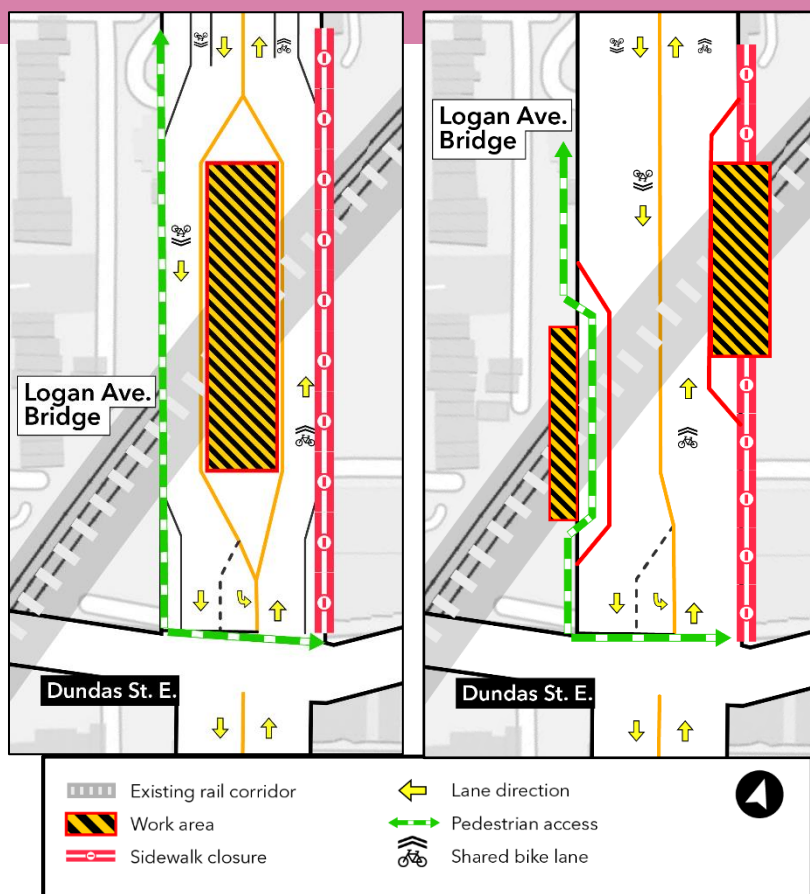 Logan Ave.
Bridge
Dundas St. E.
Logan Ave.
Bridge
Dundas St. E.
Existing rail corridor
Work area
Sidewalk closure
Lane direction
Pedestrian access
Shared bike lane